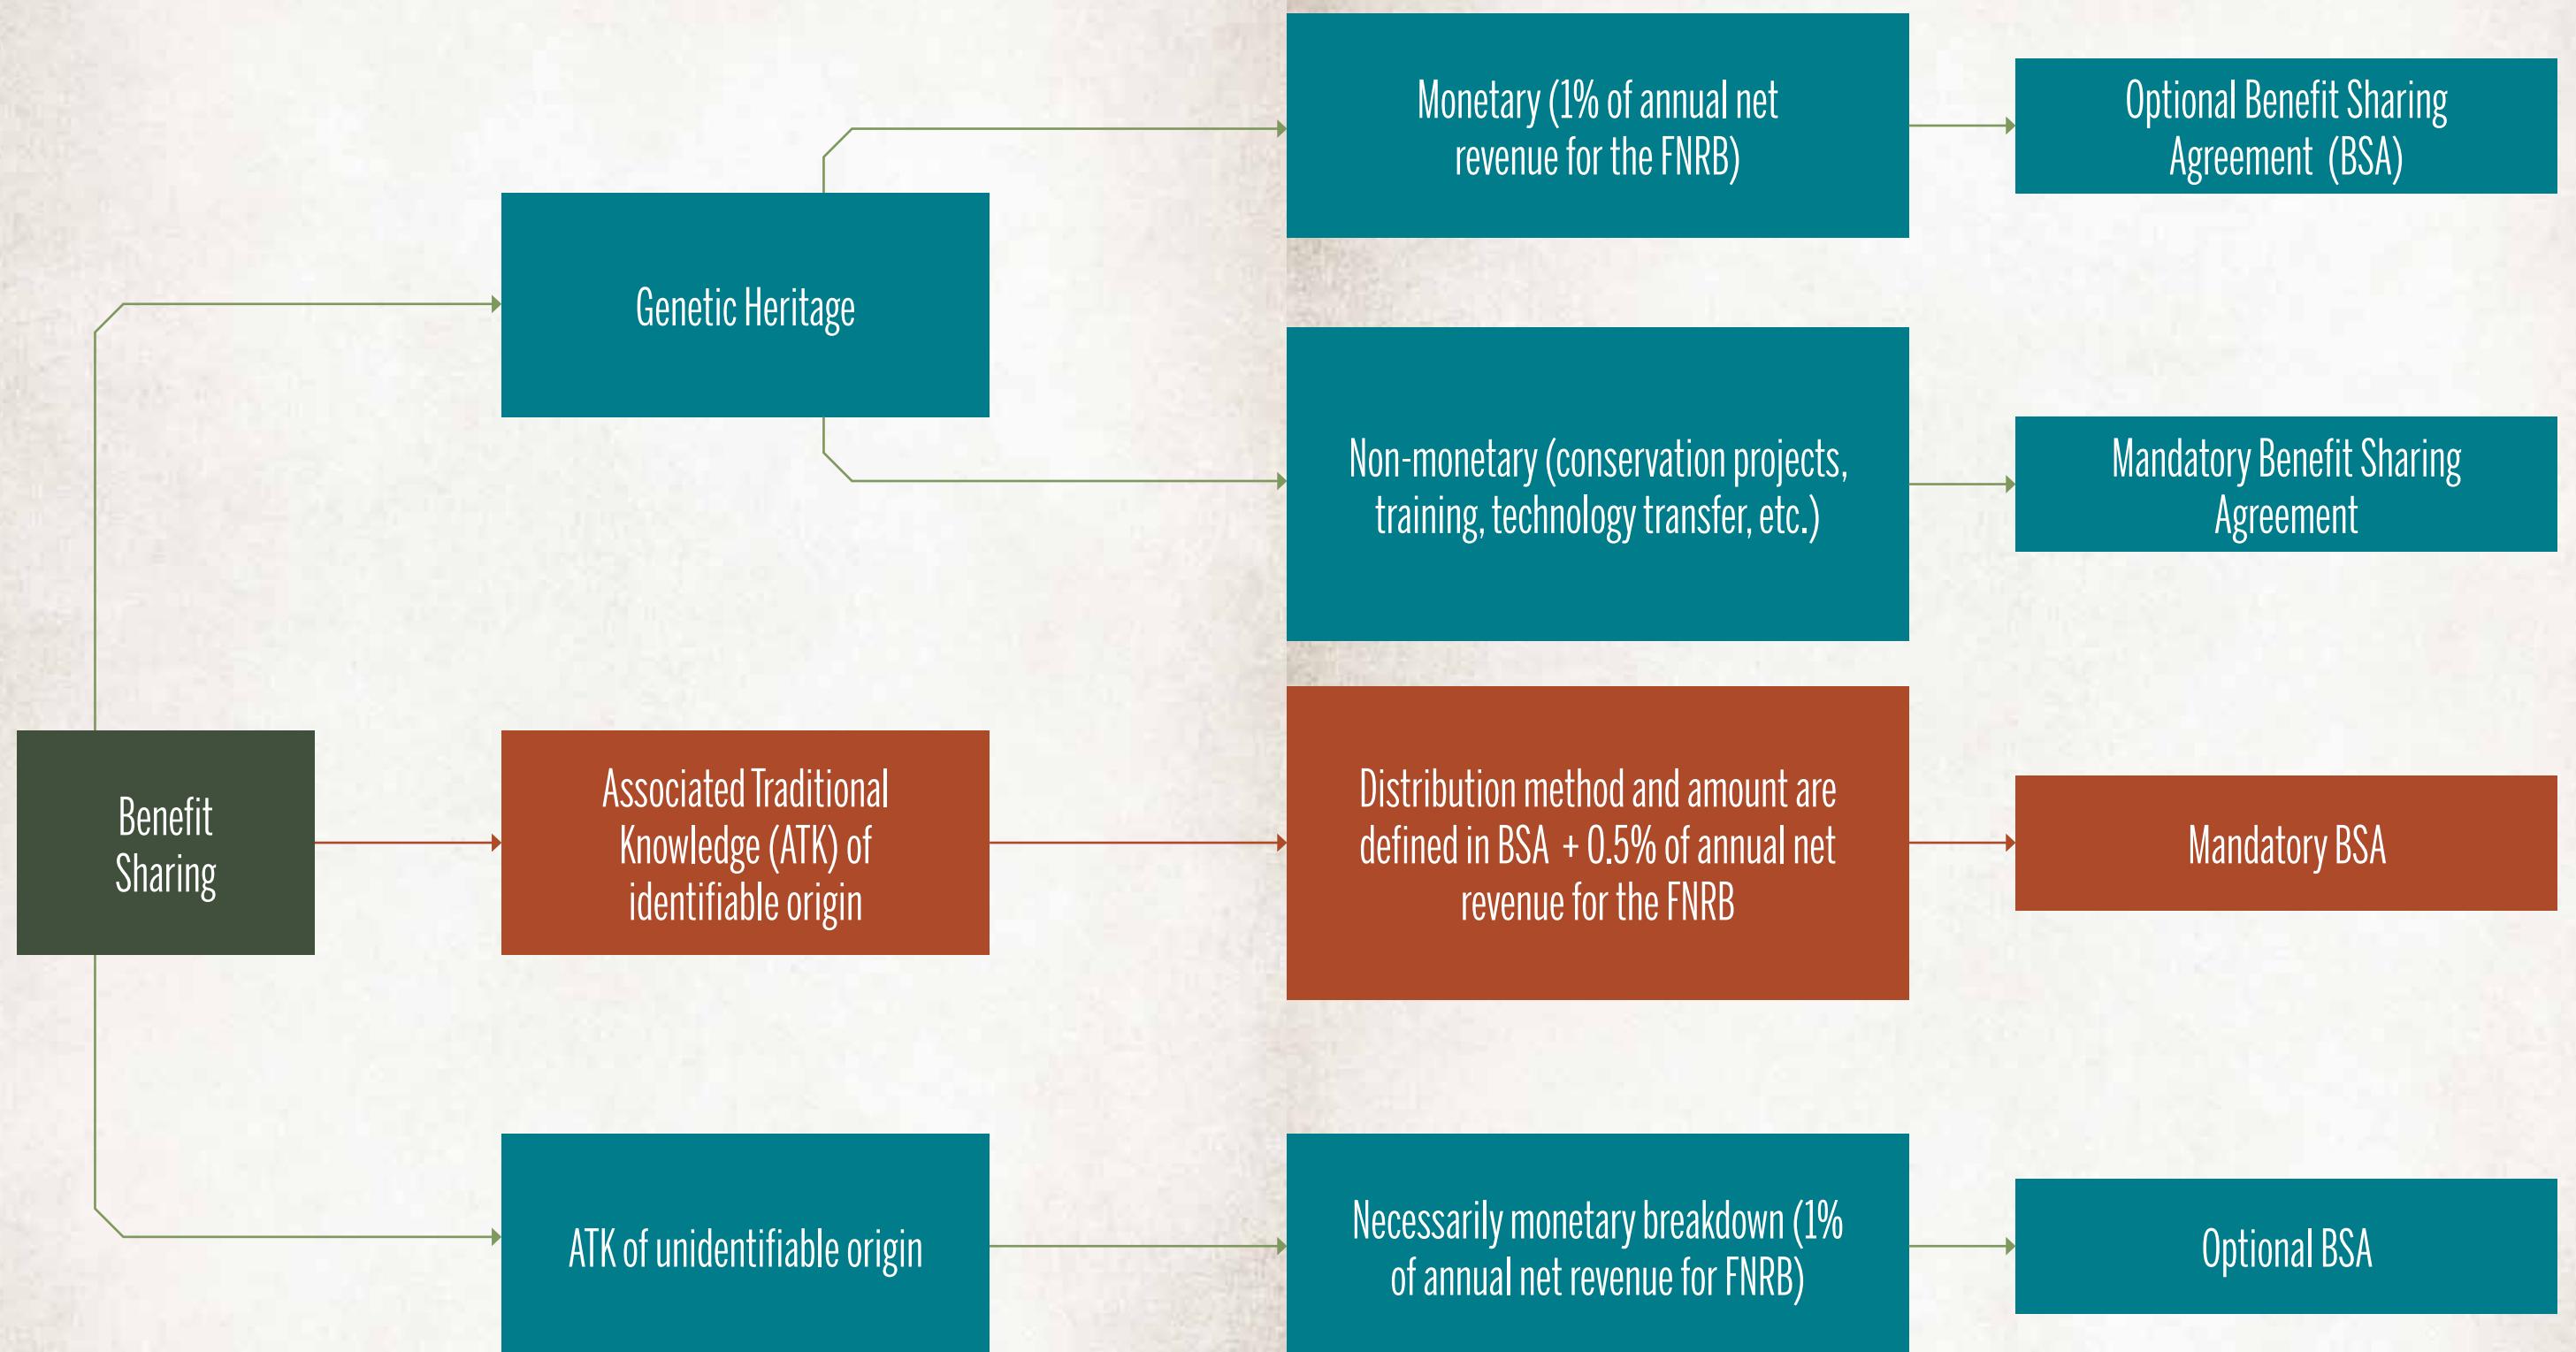 Monetary (1% of annual net
revenue for the FNRB)
Optional Benefit Sharing
Agreement (BSA)
Genetic Heritage
Non-monetary (conservation projects,
training, technology transfer, etc.)
Mandatory Benefit Sharing
Agreement
Benefit
Sharing
Associated Traditional
Knowledge (ATK) of
identifiable origin
Distribution method and amount are
defined in BSA + 0.5% of annual net
revenue for the FNRB
Mandatory BSA
ATK of unidentifiable origin
Necessarily monetary breakdown (1%
of annual net revenue for FNRB)
Optional BSA